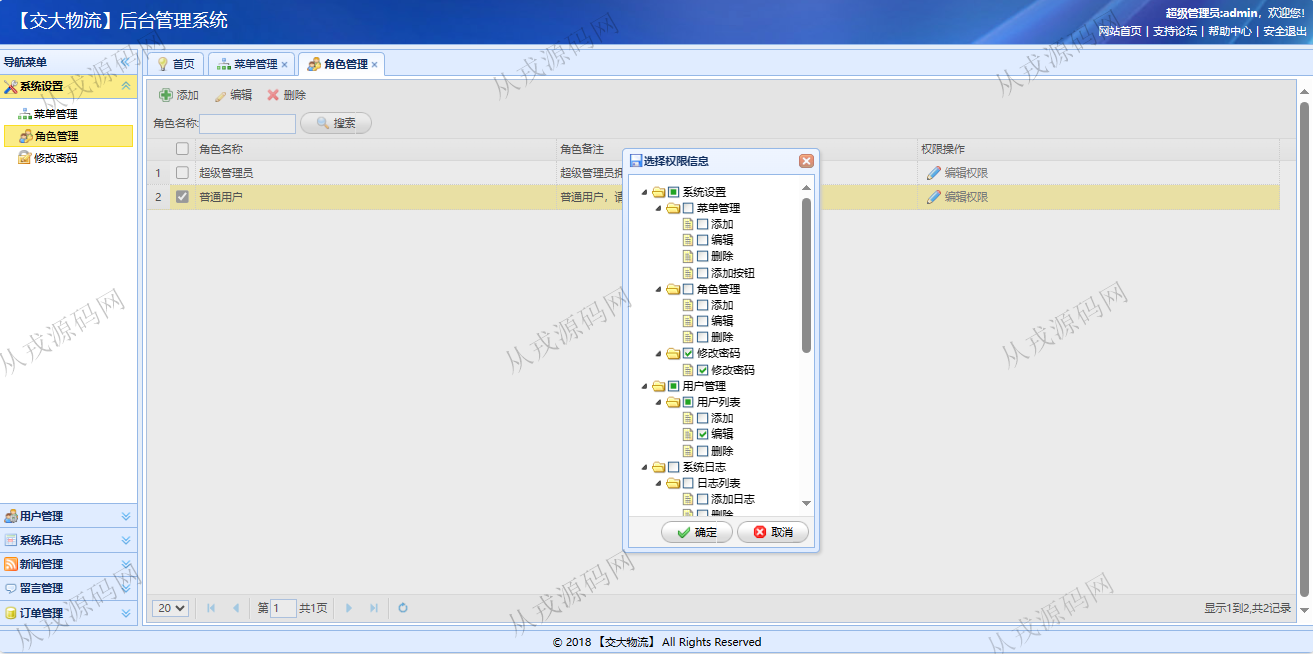 【交大物流】后台管理系统
超级管理员:admin，欢迎您!
网站首页 | 支持论坛 | 帮助中心 | 安全退出
导航菜单
系统设置
菜单管理
角色管理
修改密码
用户管理
系统日志
新闻管理
留言管理
订单管理
首页 菜单管理 角色管理
添加 编辑 删除
角色名称: 搜索
角色名称 角色备注 权限操作
1 超级管理员 超级管理员拥 编辑权限
2 普通用户 普通用户，请 编辑权限
选择权限信息
系统设置
菜单管理
添加
编辑
删除
添加按钮
角色管理
添加
编辑
删除
修改密码
修改密码
用户管理
用户列表
添加
编辑
删除
系统日志
日志列表
添加日志
删除
确定 取消
20 第 1 共1页 显示1到2,共2记录
© 2018 【交大物流】 All Rights Reserved
从戎源码网
从戎源码网
从戎源码网
从戎源码网
从戎源码网
从戎源码网
从戎源码网
从戎源码网
从戎源码网